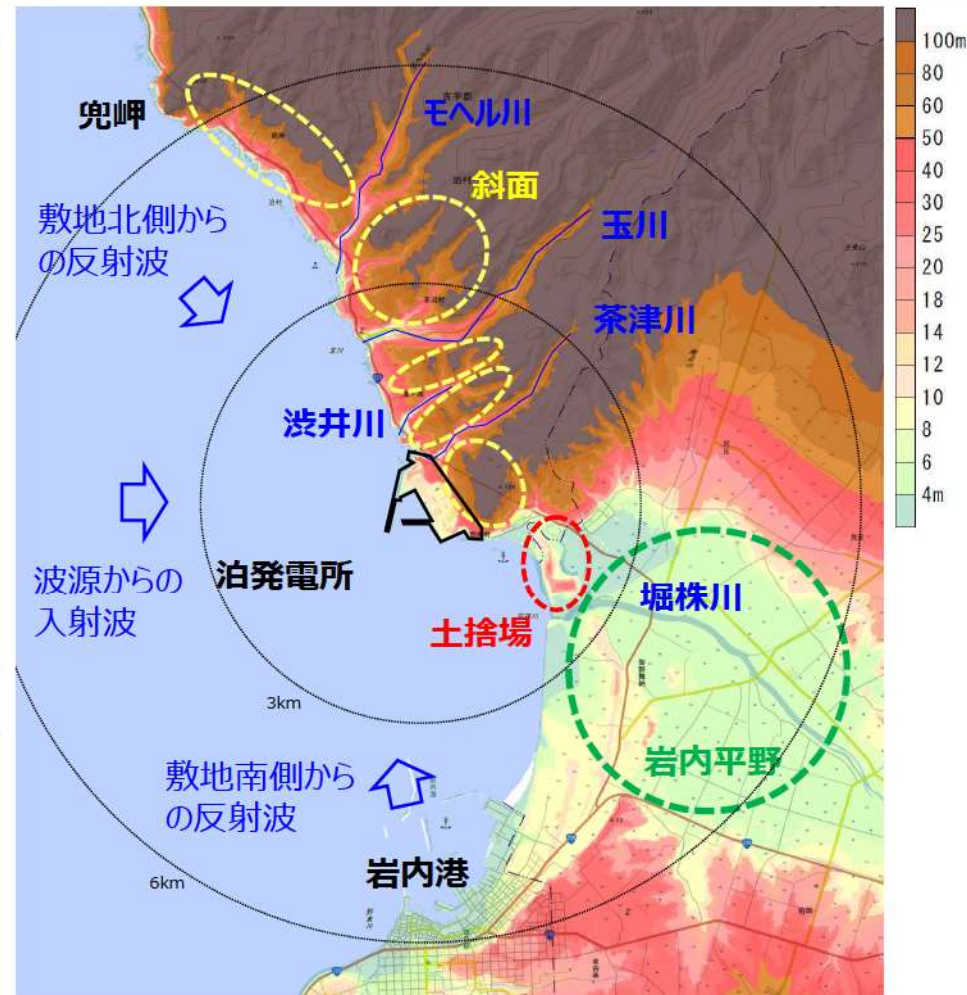 兜岬
モヘル川
斜面
敷地北側から
の反射波
玉川
茶津川
渋井川
波源からの
入射波
泊発電所
堀株川
土捨場
3km
岩内平野
敷地南側から
の反射波
岩内港
6km
100m
80
60
50
40
30
25
20
18
14
12
10
8
6
4m